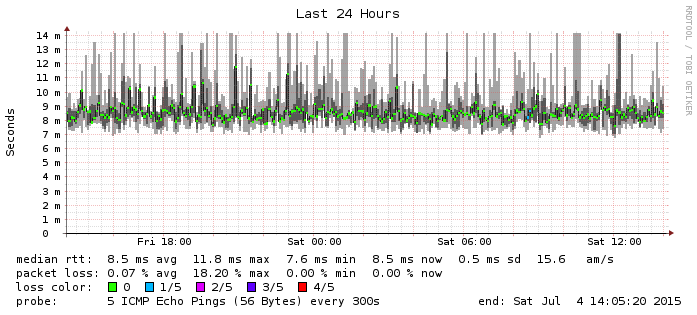 Last 24 Hours
RRDTOOL / TOBI OETIKER
Seconds
14 m
13 m
12 m
11 m
10 m
9 m
8 m
7 m
6 m
5 m
4 m
3 m
2 m
1 m
0
Fri 18:00 Sat 00:00 Sat 06:00 Sat 12:00
median rtt: 8.5 ms avg 11.8 ms max 7.6 ms min 8.5 ms now 0.5 ms sd 15.6 am/s
packet loss: 0.07 % avg 18.20 % max 0.00 % min 0.00 % now
loss color: 0 1/5 2/5 3/5 4/5
probe: 5 ICMP Echo Pings (56 Bytes) every 300s end: Sat Jul 4 14:05:20 2015